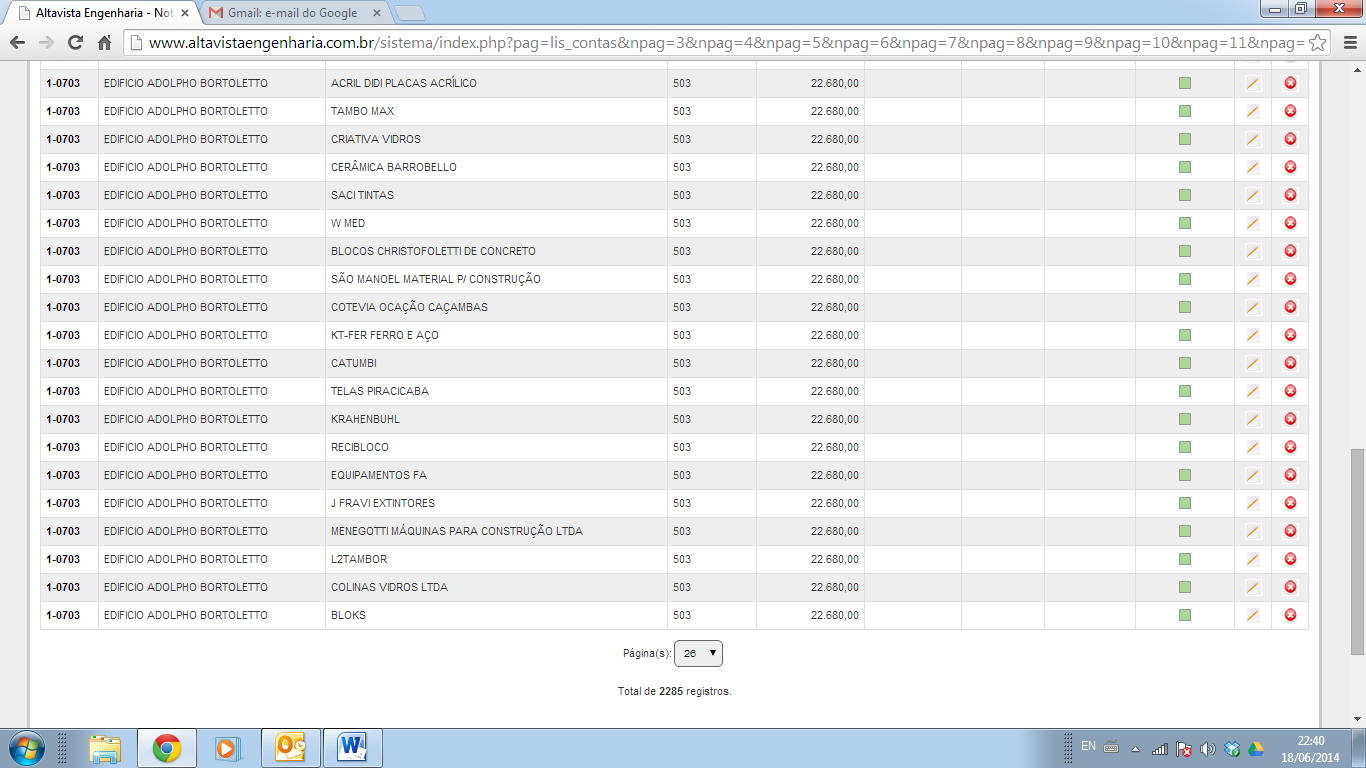 Altavista Engenharia - Not
Gmail: e-mail do Google
www.altavistaengenharia.com.br/sistema/index.php?pag=lis_contas&npag=3&npag=4&npag=5&npag=6&npag=7&npag=8&npag=9&npag=10&npag=11&npag=
1-0703 EDIFICIO ADOLPHO BORTOLETTO ACRIL DIDI PLACAS ACRÍLICO 503 22.680,00
1-0703 EDIFICIO ADOLPHO BORTOLETTO TAMBO MAX 503 22.680,00
1-0703 EDIFICIO ADOLPHO BORTOLETTO CRIATIVA VIDROS 503 22.680,00
1-0703 EDIFICIO ADOLPHO BORTOLETTO CERÂMICA BARROBELLO 503 22.680,00
1-0703 EDIFICIO ADOLPHO BORTOLETTO SACI TINTAS 503 22.680,00
1-0703 EDIFICIO ADOLPHO BORTOLETTO W MED 503 22.680,00
1-0703 EDIFICIO ADOLPHO BORTOLETTO BLOCOS CHRISTOFOLETTI DE CONCRETO 503 22.680,00
1-0703 EDIFICIO ADOLPHO BORTOLETTO SÃO MANOEL MATERIAL P/ CONSTRUÇÃO 503 22.680,00
1-0703 EDIFICIO ADOLPHO BORTOLETTO COTEVIA OCAÇÃO CAÇAMBAS 503 22.680,00
1-0703 EDIFICIO ADOLPHO BORTOLETTO KT-FER FERRO E AÇO 503 22.680,00
1-0703 EDIFICIO ADOLPHO BORTOLETTO CATUMBI 503 22.680,00
1-0703 EDIFICIO ADOLPHO BORTOLETTO TELAS PIRACICABA 503 22.680,00
1-0703 EDIFICIO ADOLPHO BORTOLETTO KRAHENBUHL 503 22.680,00
1-0703 EDIFICIO ADOLPHO BORTOLETTO RECIBLOCO 503 22.680,00
1-0703 EDIFICIO ADOLPHO BORTOLETTO EQUIPAMENTOS FA 503 22.680,00
1-0703 EDIFICIO ADOLPHO BORTOLETTO J FRAVI EXTINTORES 503 22.680,00
1-0703 EDIFICIO ADOLPHO BORTOLETTO MENEGOTTI MÁQUINAS PARA CONSTRUÇÃO LTDA 503 22.680,00
1-0703 EDIFICIO ADOLPHO BORTOLETTO L2TAMBOR 503 22.680,00
1-0703 EDIFICIO ADOLPHO BORTOLETTO COLINAS VIDROS LTDA 503 22.680,00
1-0703 EDIFICIO ADOLPHO BORTOLETTO BLOKS 503 22.680,00
Página(s): 26
Total de 2285 registros.
EN
22:40
18/06/2014